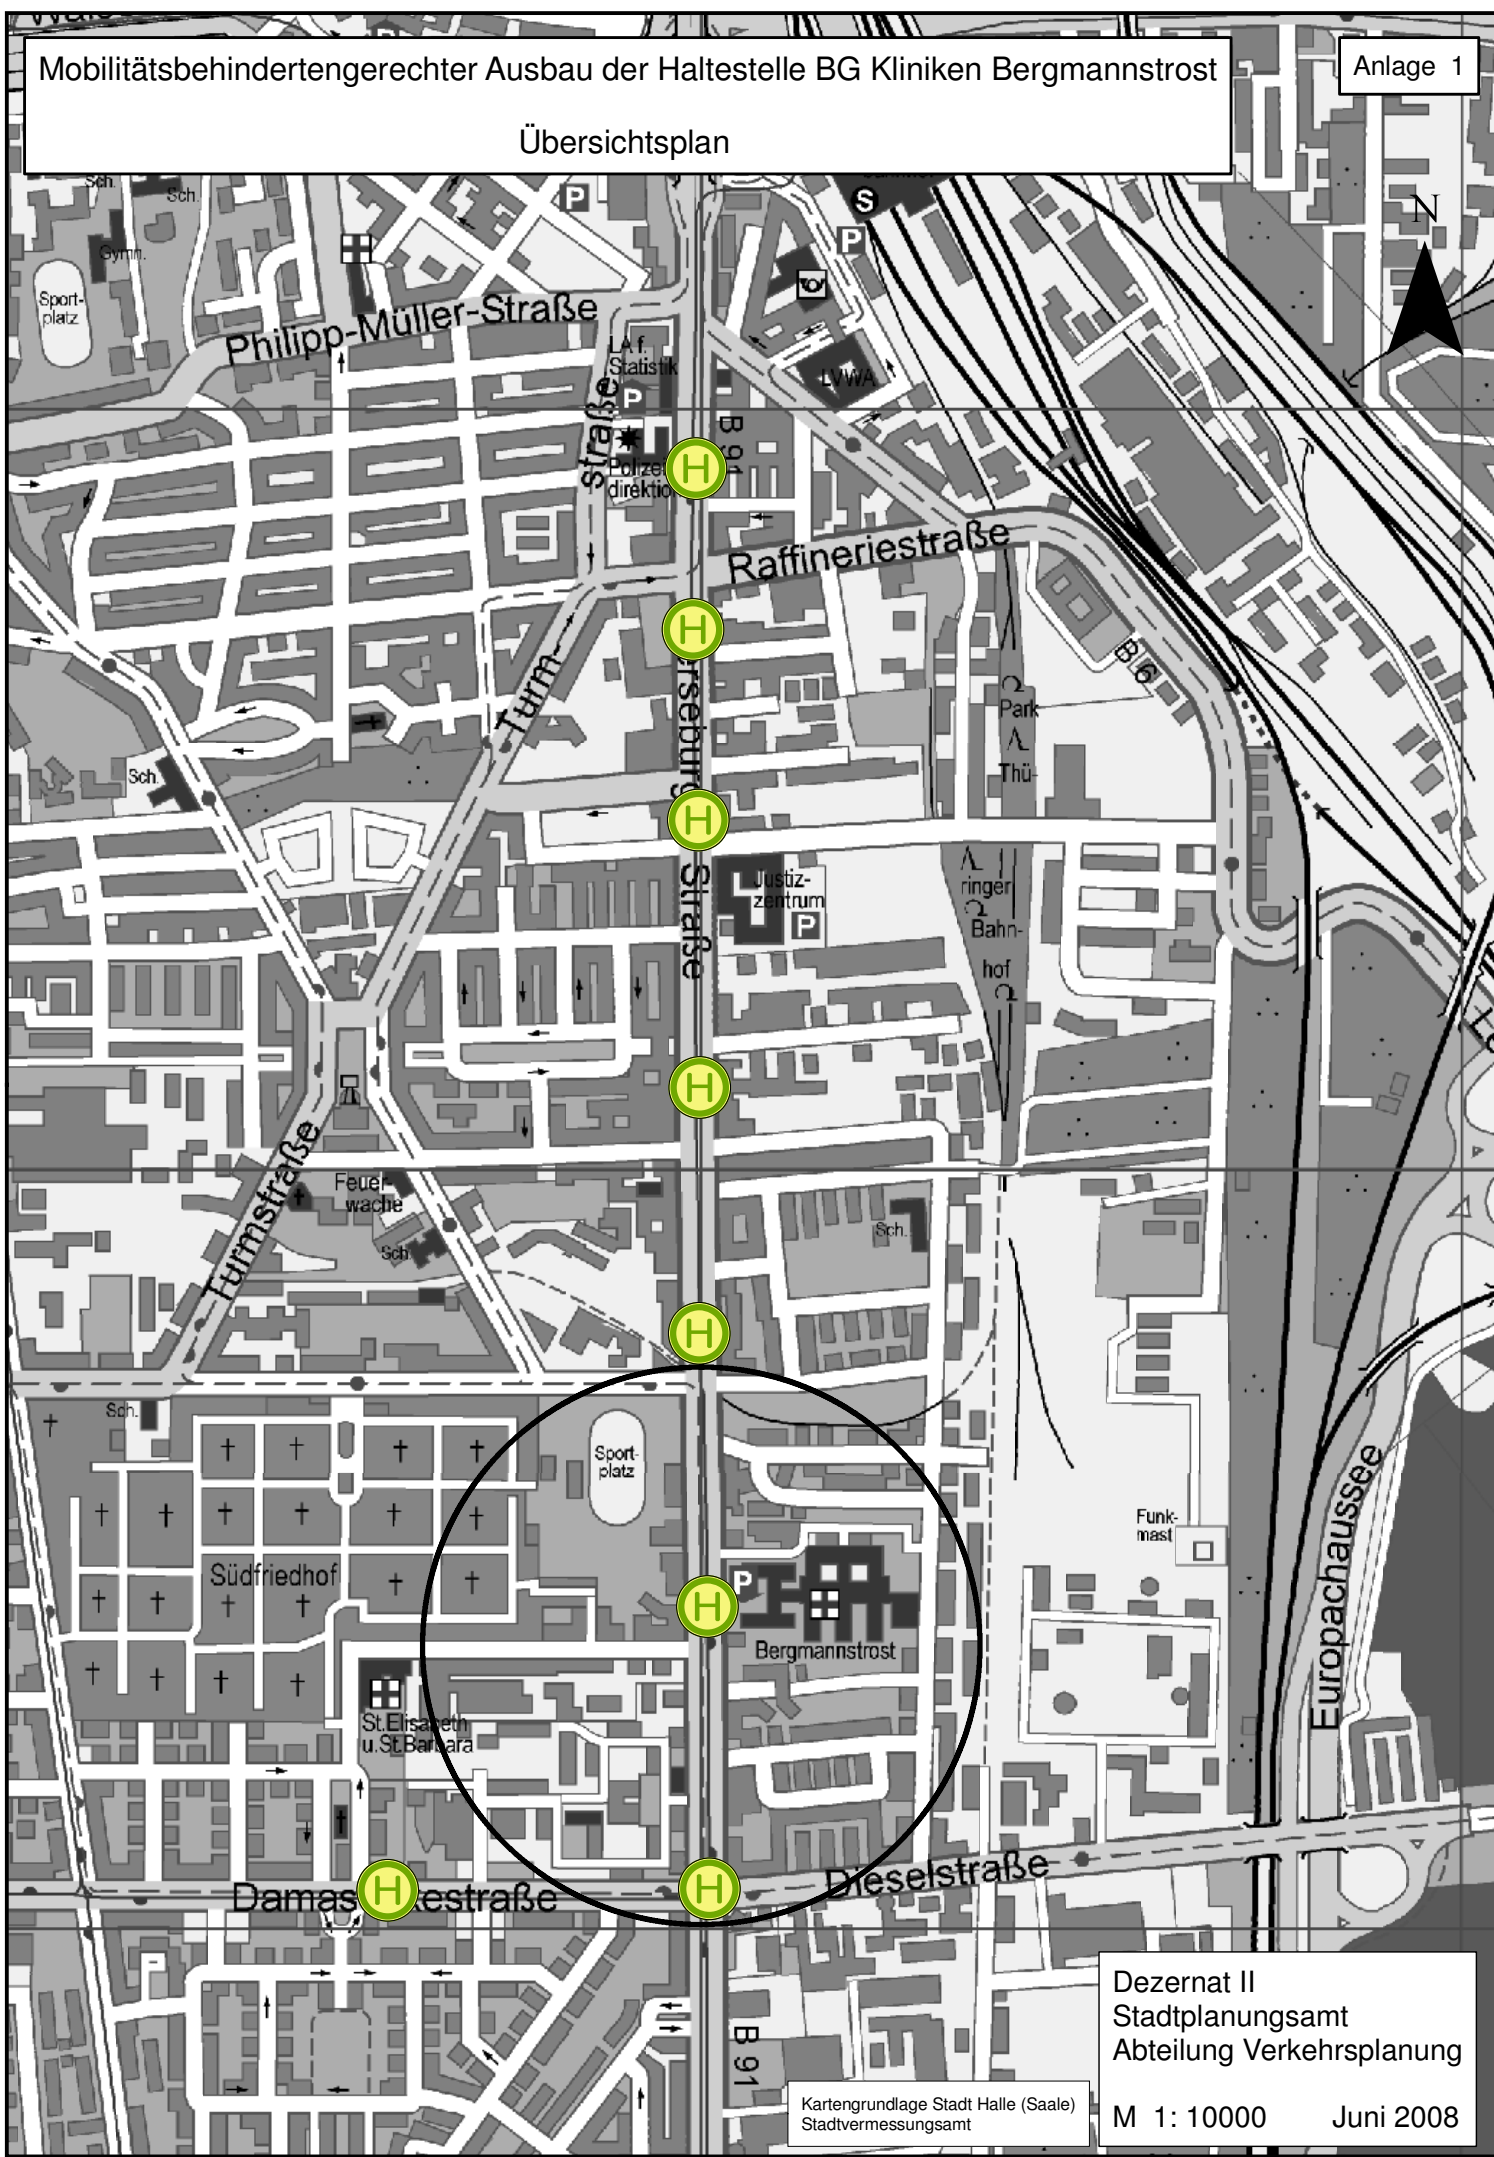 Mobilitätsbehindertengerechter Ausbau der Haltestelle BG Kliniken Bergmannstrost
Übersichtsplan
Anlage 1
Sch.
Sch.
Gymn.
Sport-
platz
P
S
P
N
Philipp-Müller-Straße
LA f.
Statistik
P
LVWA
straße
B 91
Polizei
direktion
H
Raffineriestraße
H
B 6
Turm-
Park
Thü-
Sch.
H
Straße
Justiz-
zentrum
P
ringer
Bahn-
hof
H
Turmstraße
Feuer-
wache
Sch.
Sch.
H
Sch.
Sport-
platz
Südfriedhof
Funk-
mast
Europachaussee
P
H
Bergmannstrost
St.Elisabeth
u.St.Barbara
Dieselstraße
Damas
H
kestraße
H
B 91
Dezernat II
Stadtplanungsamt
Abteilung Verkehrsplanung
M 1: 10000 Juni 2008
Kartengrundlage Stadt Halle (Saale)
Stadtvermessungsamt